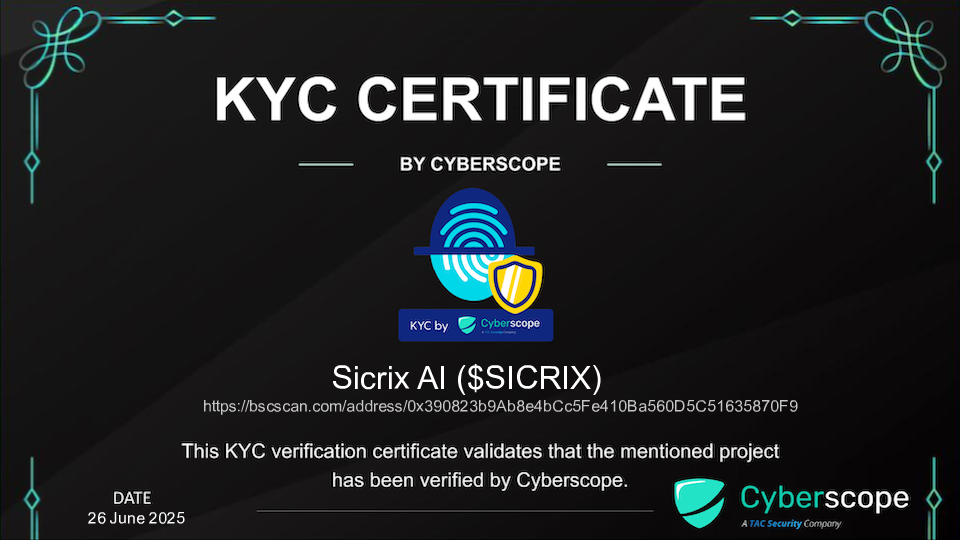 KYC CERTIFICATE
BY CYBERSCOPE
KYC by Cyberscope
Sicrix AI ($SICRIX)
https://bscscan.com/address/0x390823b9Ab8e4bCc5Fe410Ba560D5C51635870F9
This KYC verification certificate validates that the mentioned project
has been verified by Cyberscope.
DATE
26 June 2025
Cyberscope
A TAC Security Company